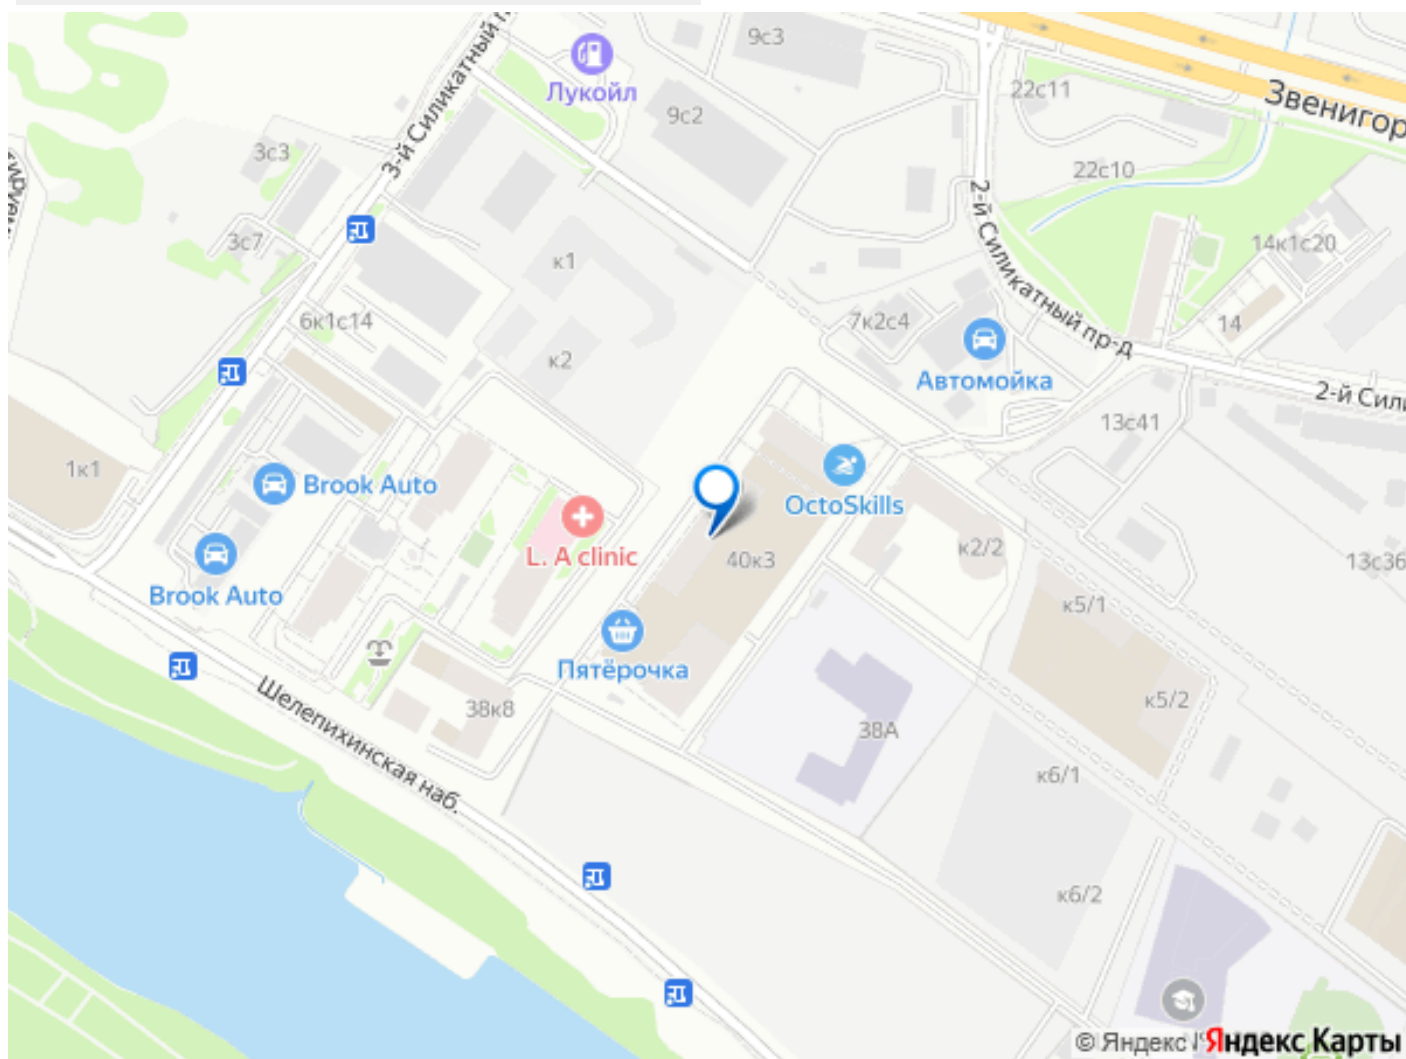 9с3
3-й Силикатный
Лукойл
22с11
Звенигор
9с2
3с3
22с10
2-й Силикатный пр-д
3с7
14к1с20
к1
6к1с14
7к2с4
14
к2
Автомойка
2-й Сили
13с41
1к1
Brook Auto
OctoSkills
L. A clinic
40к3
к2/2
13с36
Brook Auto
к5/1
Пятёрочка
к5/2
38к8
38А
Шелепихинская наб.
к6/1
к6/2
© Яндекс Яндекс Карты